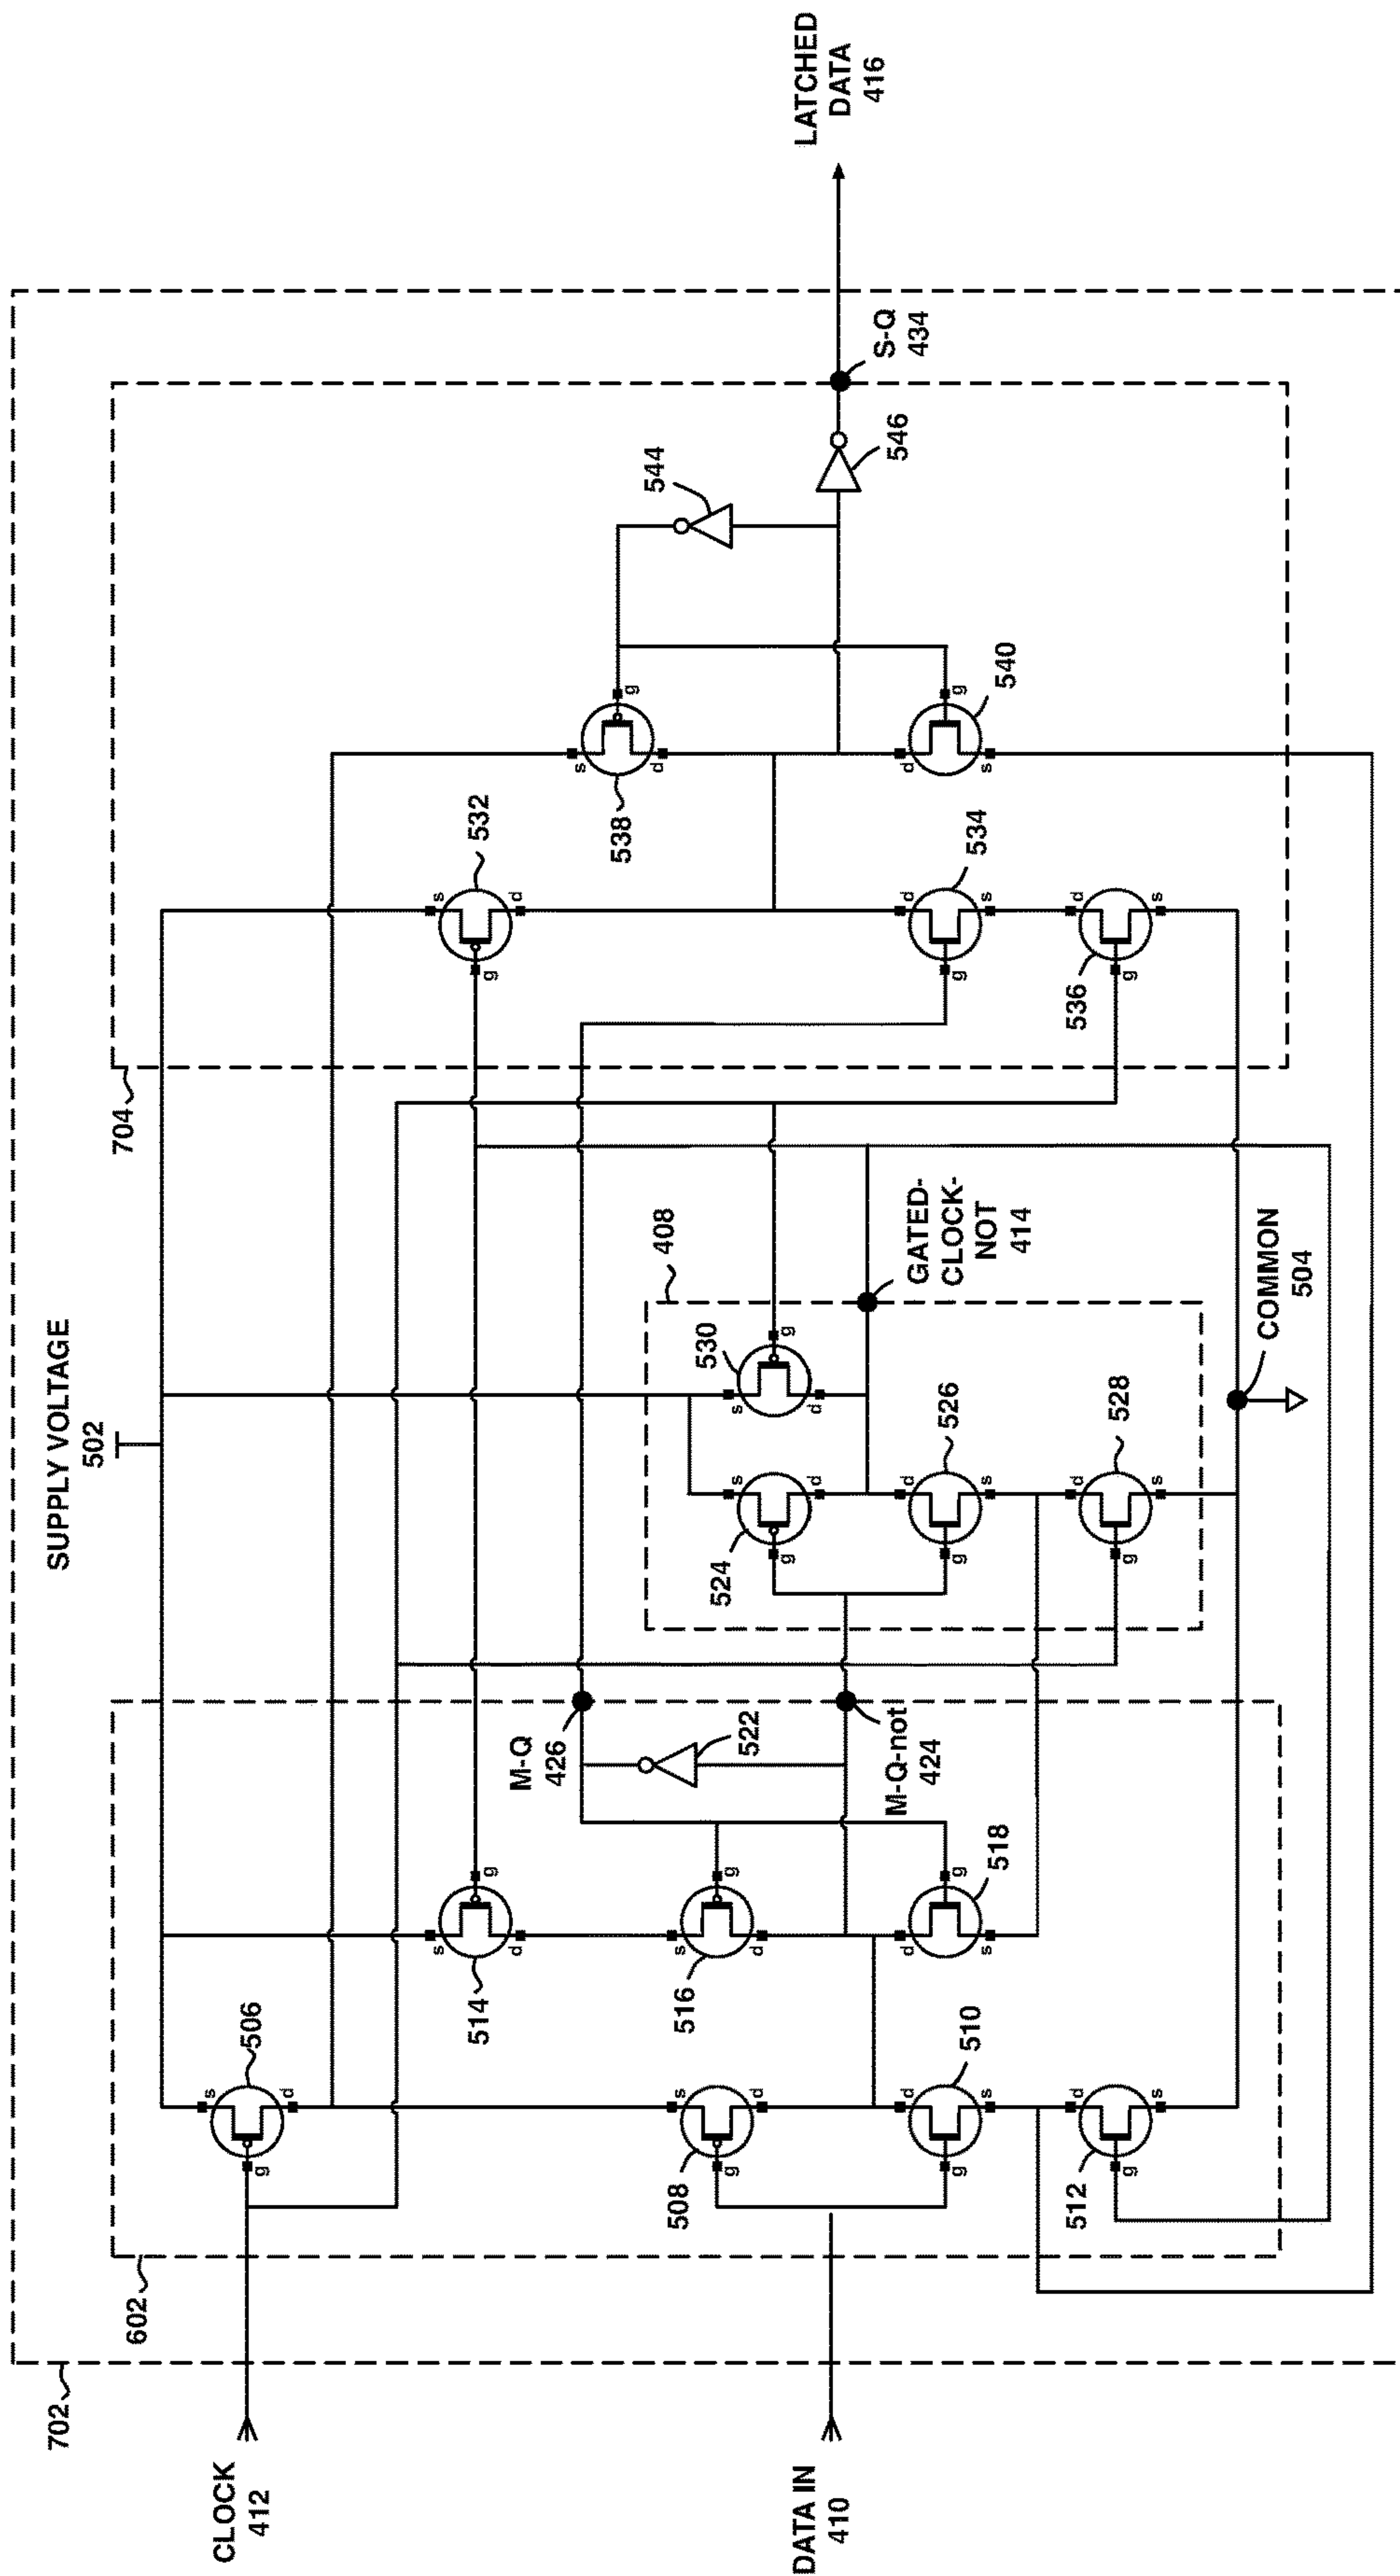 SUPPLY VOLTAGE
502
702
602
704
CLOCK
412
DATA IN
410
LATCHED
DATA
416
506
s
d
g
508
s
d
g
510
d
s
g
512
d
s
g
514
s
d
g
516
s
d
g
518
d
s
g
M-Q
426
522
M-Q-not
424
408
524
s
d
g
530
s
d
g
526
d
s
g
528
d
s
g
GATED-
CLOCK-
NOT
414
COMMON
504
532
s
d
g
534
d
s
g
536
d
s
g
538
s
d
g
540
d
s
g
544
546
S-Q
434